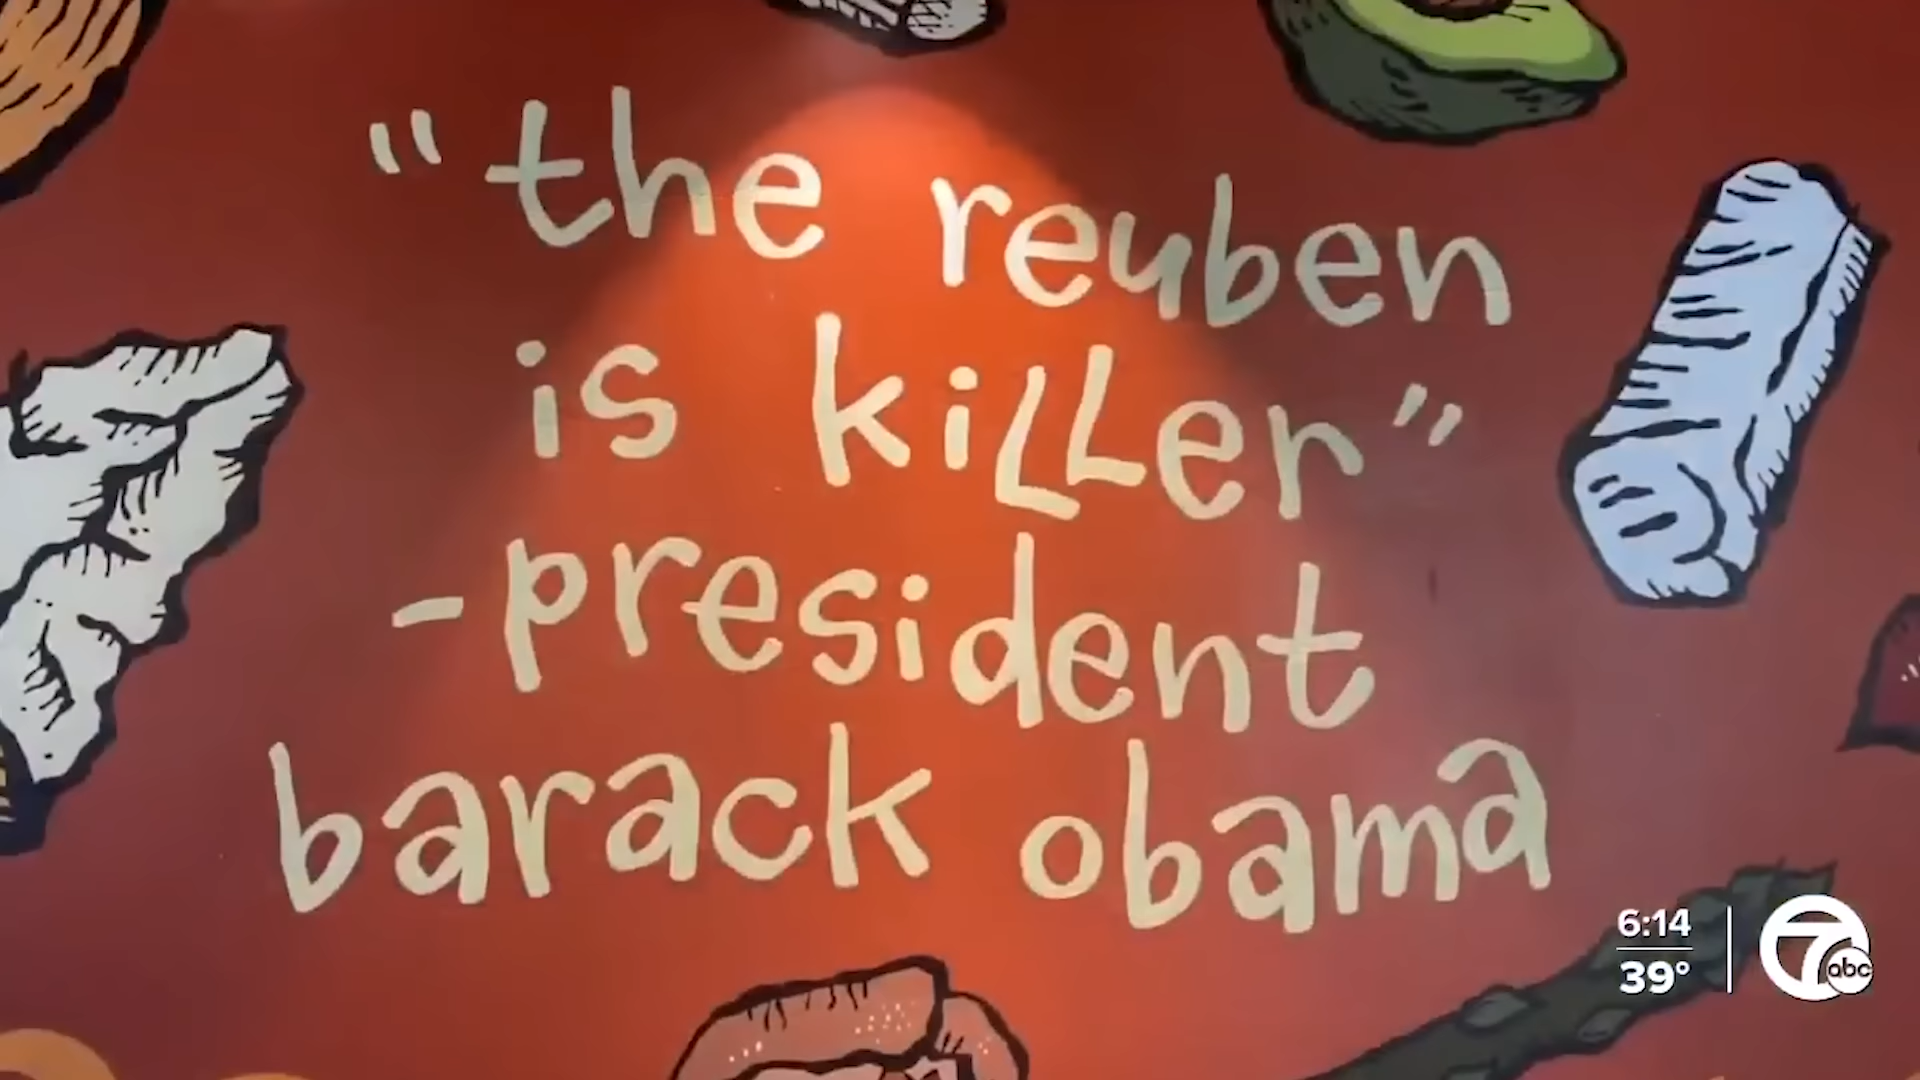 "the reuben
is kiLLer"
-president
barack obama
6:14
39°
7 abc